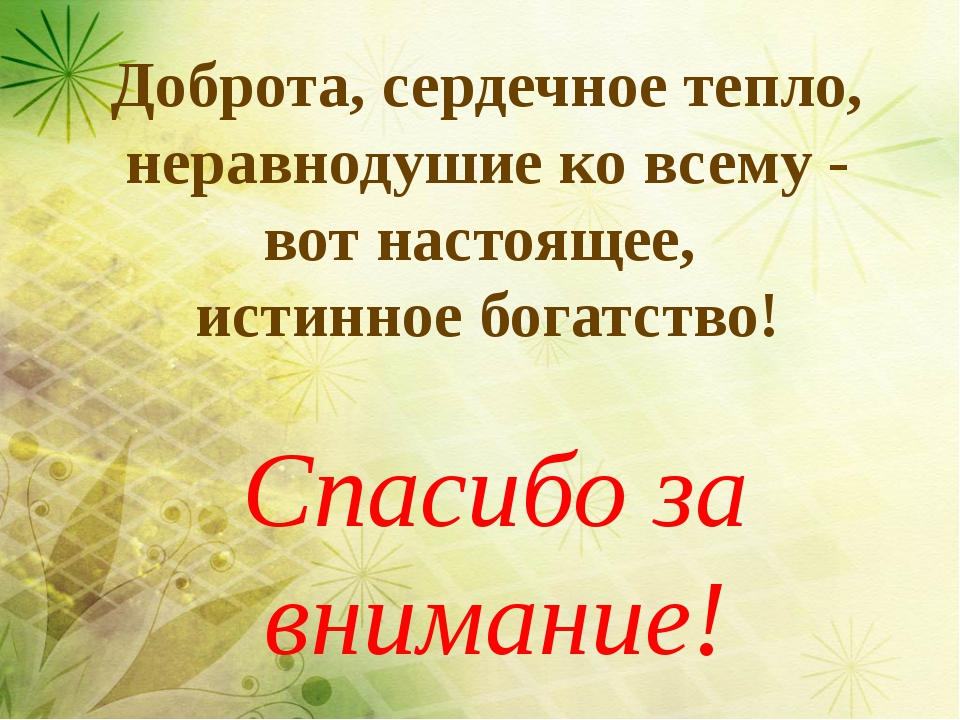 Доброта, сердечное тепло,
неравнодушие ко всему -
вот настоящее,
истинное богатство!
Спасибо за
внимание!